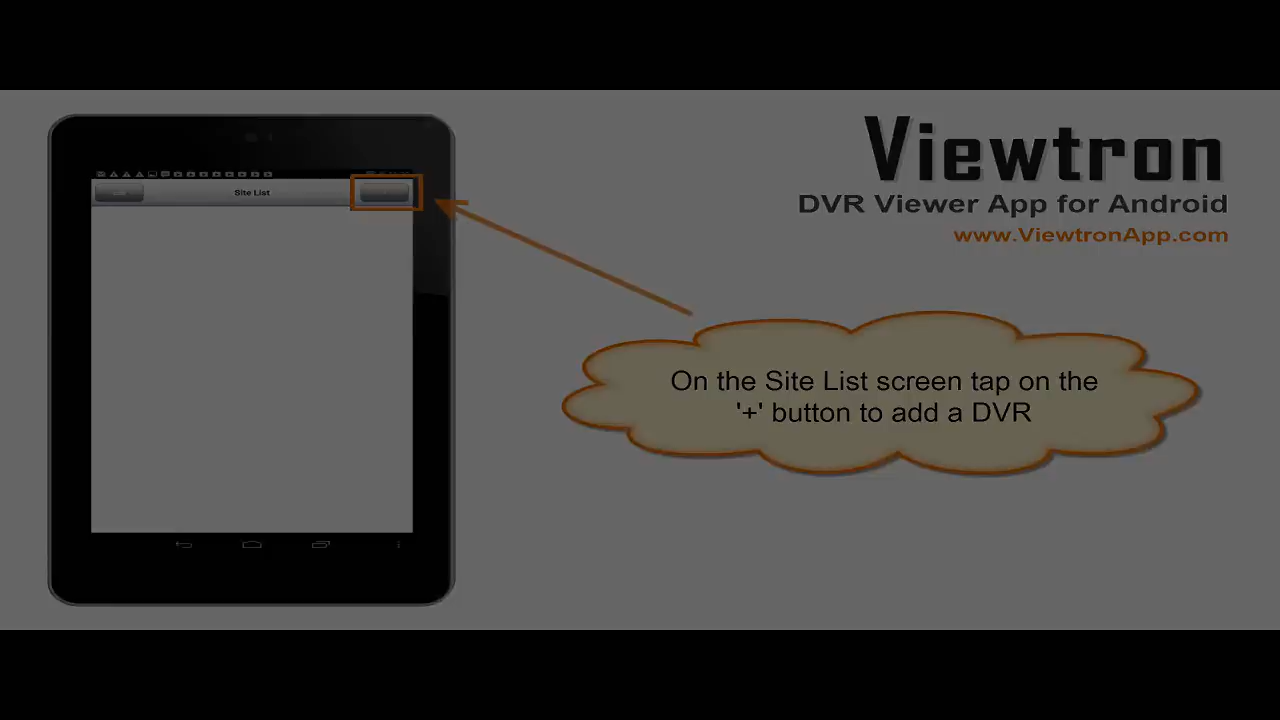 Viewtron
DVR Viewer App for Android
www.ViewtronApp.com
Site List
On the Site List screen tap on the
'+' button to add a DVR